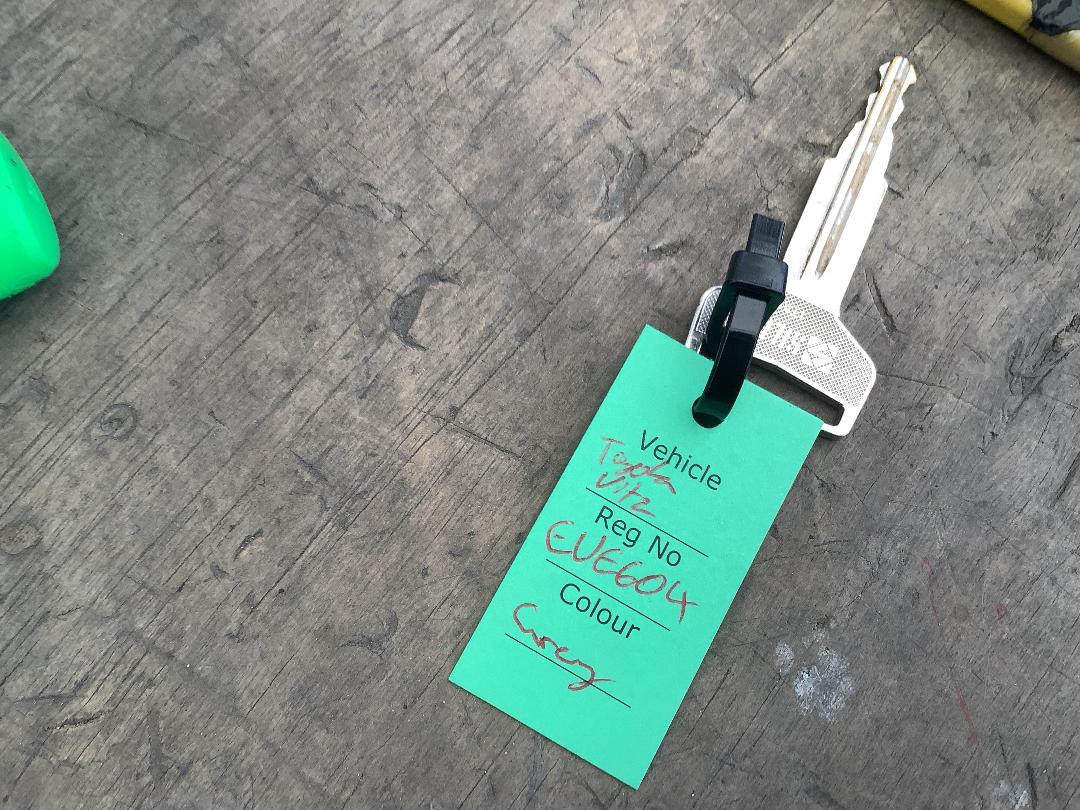 Vehicle
Toyota
Vitz
Reg No
EUE604
Colour
Grey